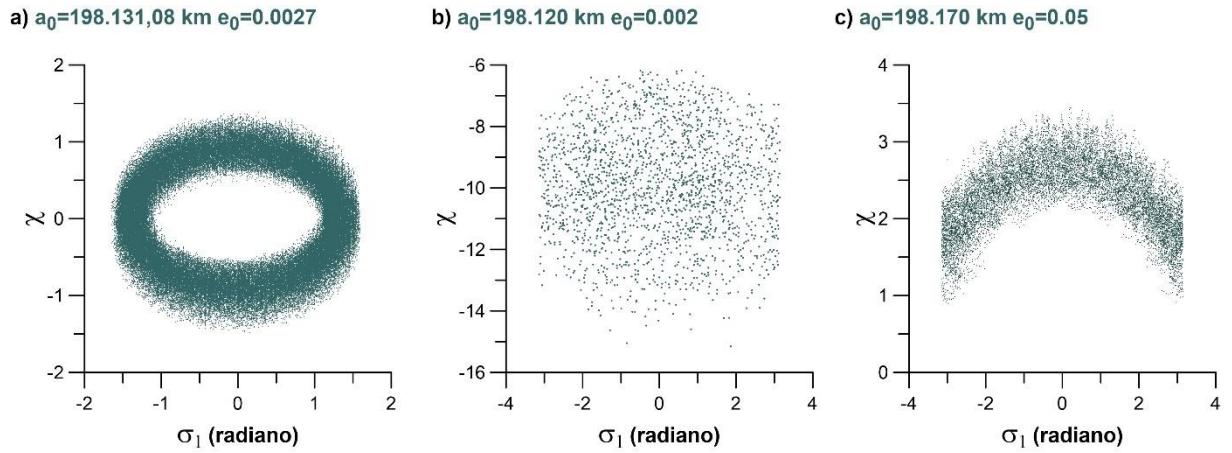 a) a₀=198.131,08 km e₀=0.0027
2
1
χ 0
-1
-2
-2 -1 0 1 2
σ₁ (radiano)
b) a₀=198.120 km e₀=0.002
-6
-8
χ -10
-12
-14
-16
-4 -2 0 2 4
σ₁ (radiano)
c) a₀=198.170 km e₀=0.05
4
3
χ 2
1
0
-4 -2 0 2 4
σ₁ (radiano)